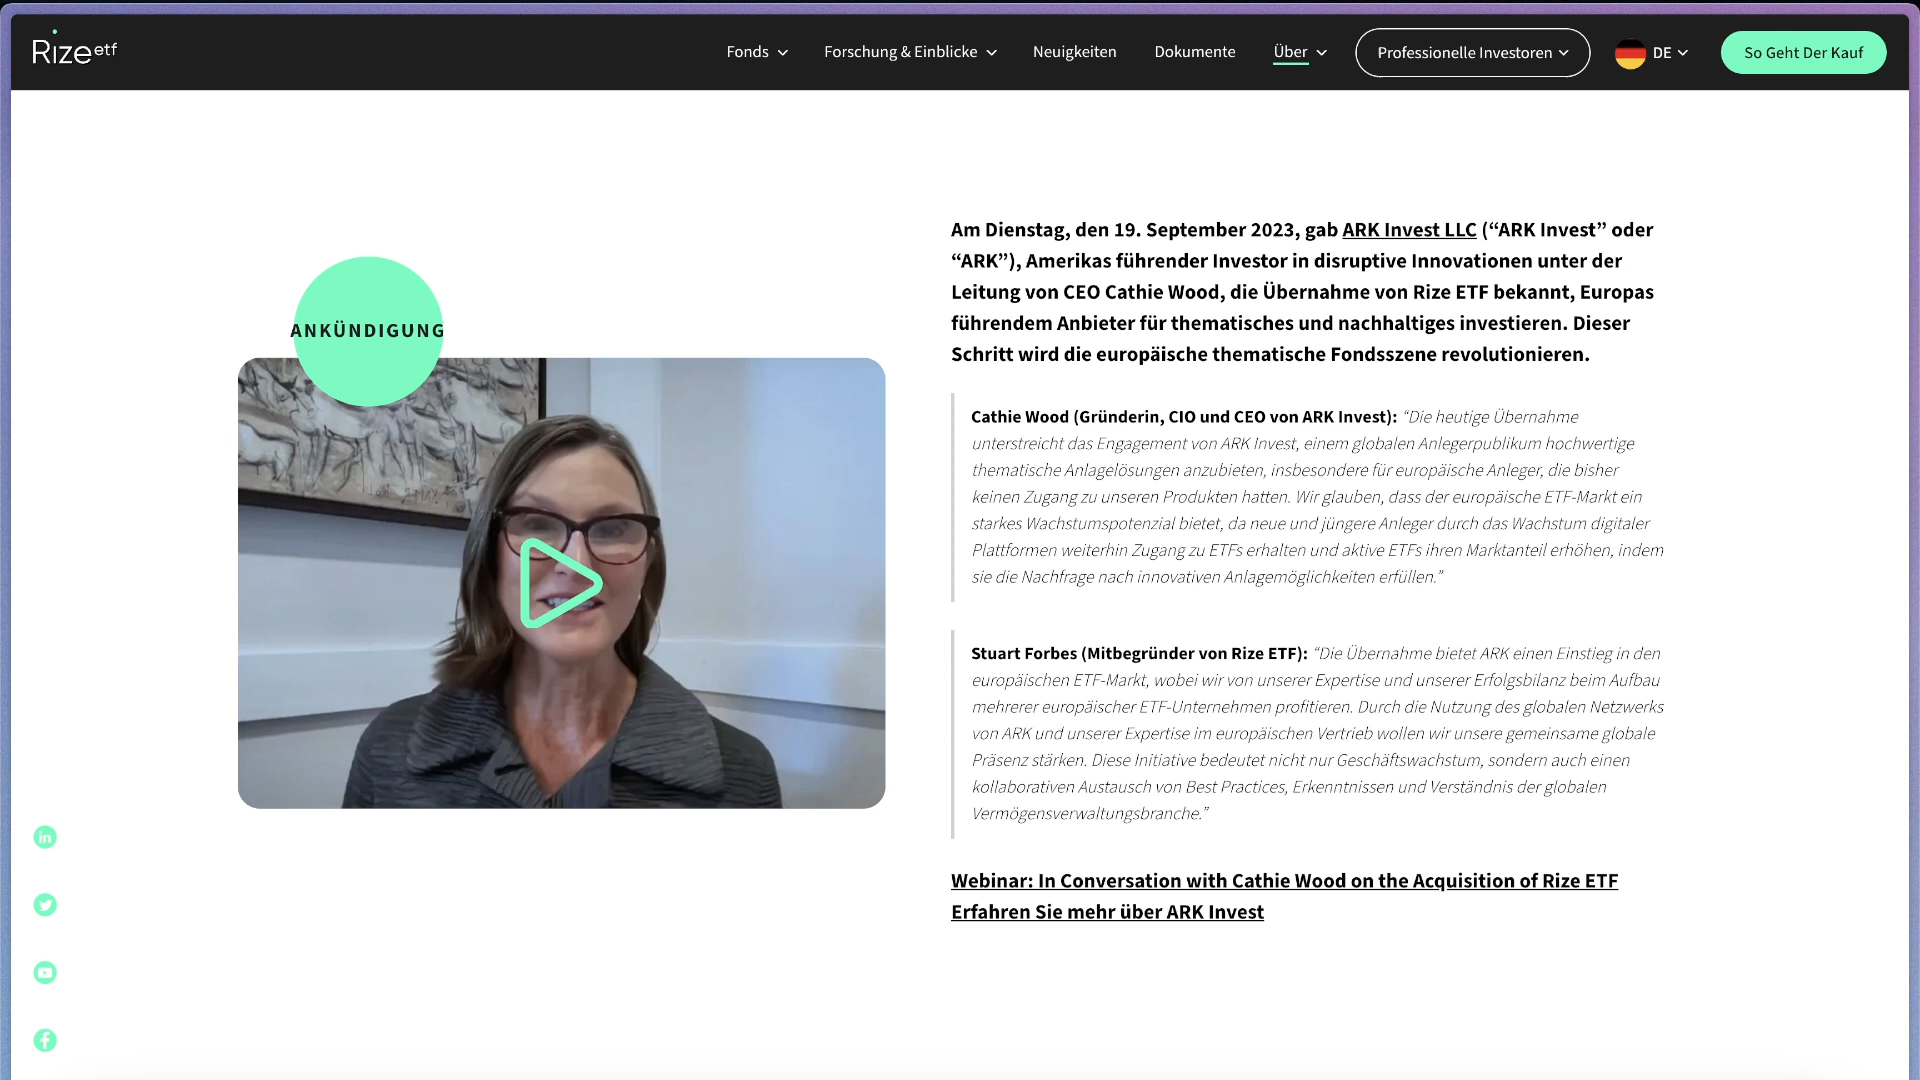 Rize etf
Fonds
Forschung & Einblicke
Neuigkeiten
Dokumente
Über
Professionelle Investoren
DE
So Geht Der Kauf
ANKÜNDIGUNG
Am Dienstag, den 19. September 2023, gab ARK Invest LLC (“ARK Invest” oder
“ARK”), Amerikas führender Investor in disruptive Innovationen unter der
Leitung von CEO Cathie Wood, die Übernahme von Rize ETF bekannt, Europas
führendem Anbieter für thematisches und nachhaltiges investieren. Dieser
Schritt wird die europäische thematische Fondsszene revolutionieren.
Cathie Wood (Gründerin, CIO und CEO von ARK Invest): “Die heutige Übernahme
unterstreicht das Engagement von ARK Invest, einem globalen Anlegerpublikum hochwertige
thematische Anlagelösungen anzubieten, insbesondere für europäische Anleger, die bisher
keinen Zugang zu unseren Produkten hatten. Wir glauben, dass der europäische ETF-Markt ein
starkes Wachstumspotenzial bietet, da neue und jüngere Anleger durch das Wachstum digitaler
Plattformen weiterhin Zugang zu ETFs erhalten und aktive ETFs ihren Marktanteil erhöhen, indem
sie die Nachfrage nach innovativen Anlagemöglichkeiten erfüllen.”
Stuart Forbes (Mitbegründer von Rize ETF): “Die Übernahme bietet ARK einen Einstieg in den
europäischen ETF-Markt, wobei wir von unserer Expertise und unserer Erfolgsbilanz beim Aufbau
mehrerer europäischer ETF-Unternehmen profitieren. Durch die Nutzung des globalen Netzwerks
von ARK und unserer Expertise im europäischen Vertrieb wollen wir unsere gemeinsame globale
Präsenz stärken. Diese Initiative bedeutet nicht nur Geschäftswachstum, sondern auch einen
kollaborativen Austausch von Best Practices, Erkenntnissen und Verständnis der globalen
Vermögensverwaltungsbranche.”
Webinar: In Conversation with Cathie Wood on the Acquisition of Rize ETF
Erfahren Sie mehr über ARK Invest